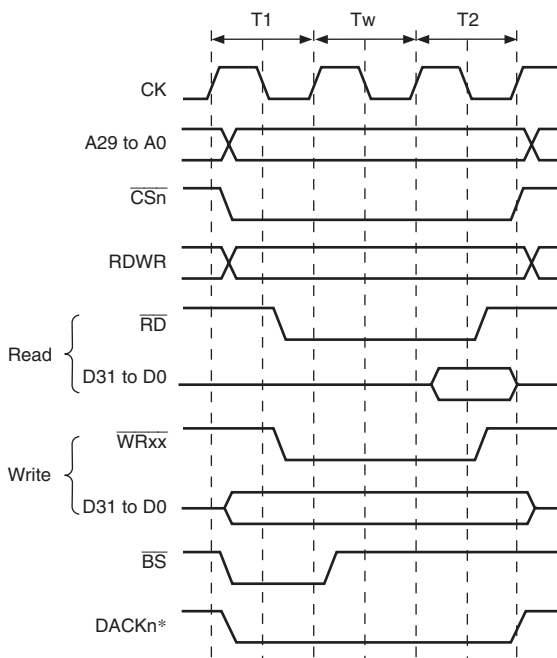 T1 Tw T2
CK
A29 to A0
CSn
RDWR
RD
Read
D31 to D0
WRxx
Write
D31 to D0
BS
DACKn*